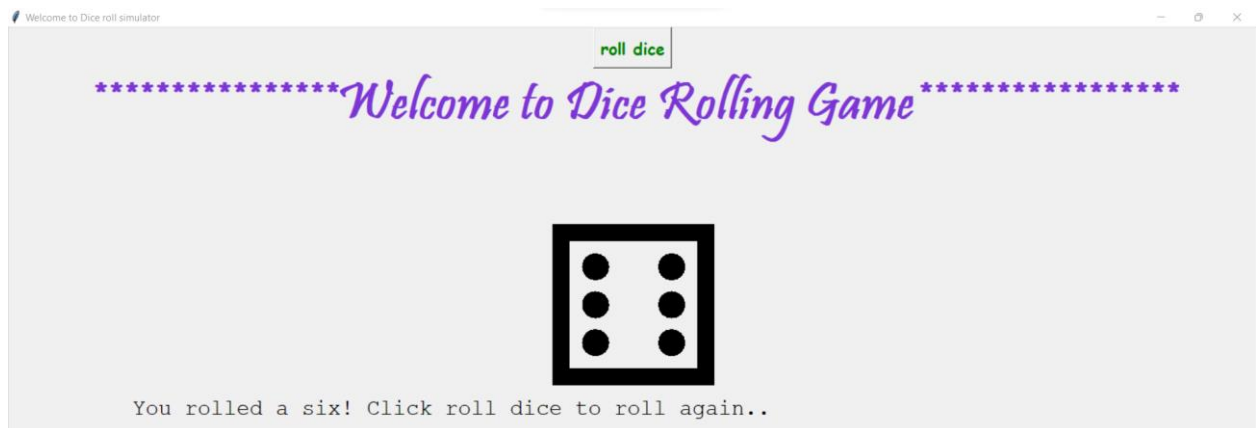 Welcome to Dice roll simulator
roll dice
****************Welcome to Dice Rolling Game*****************
You rolled a six! Click roll dice to roll again..